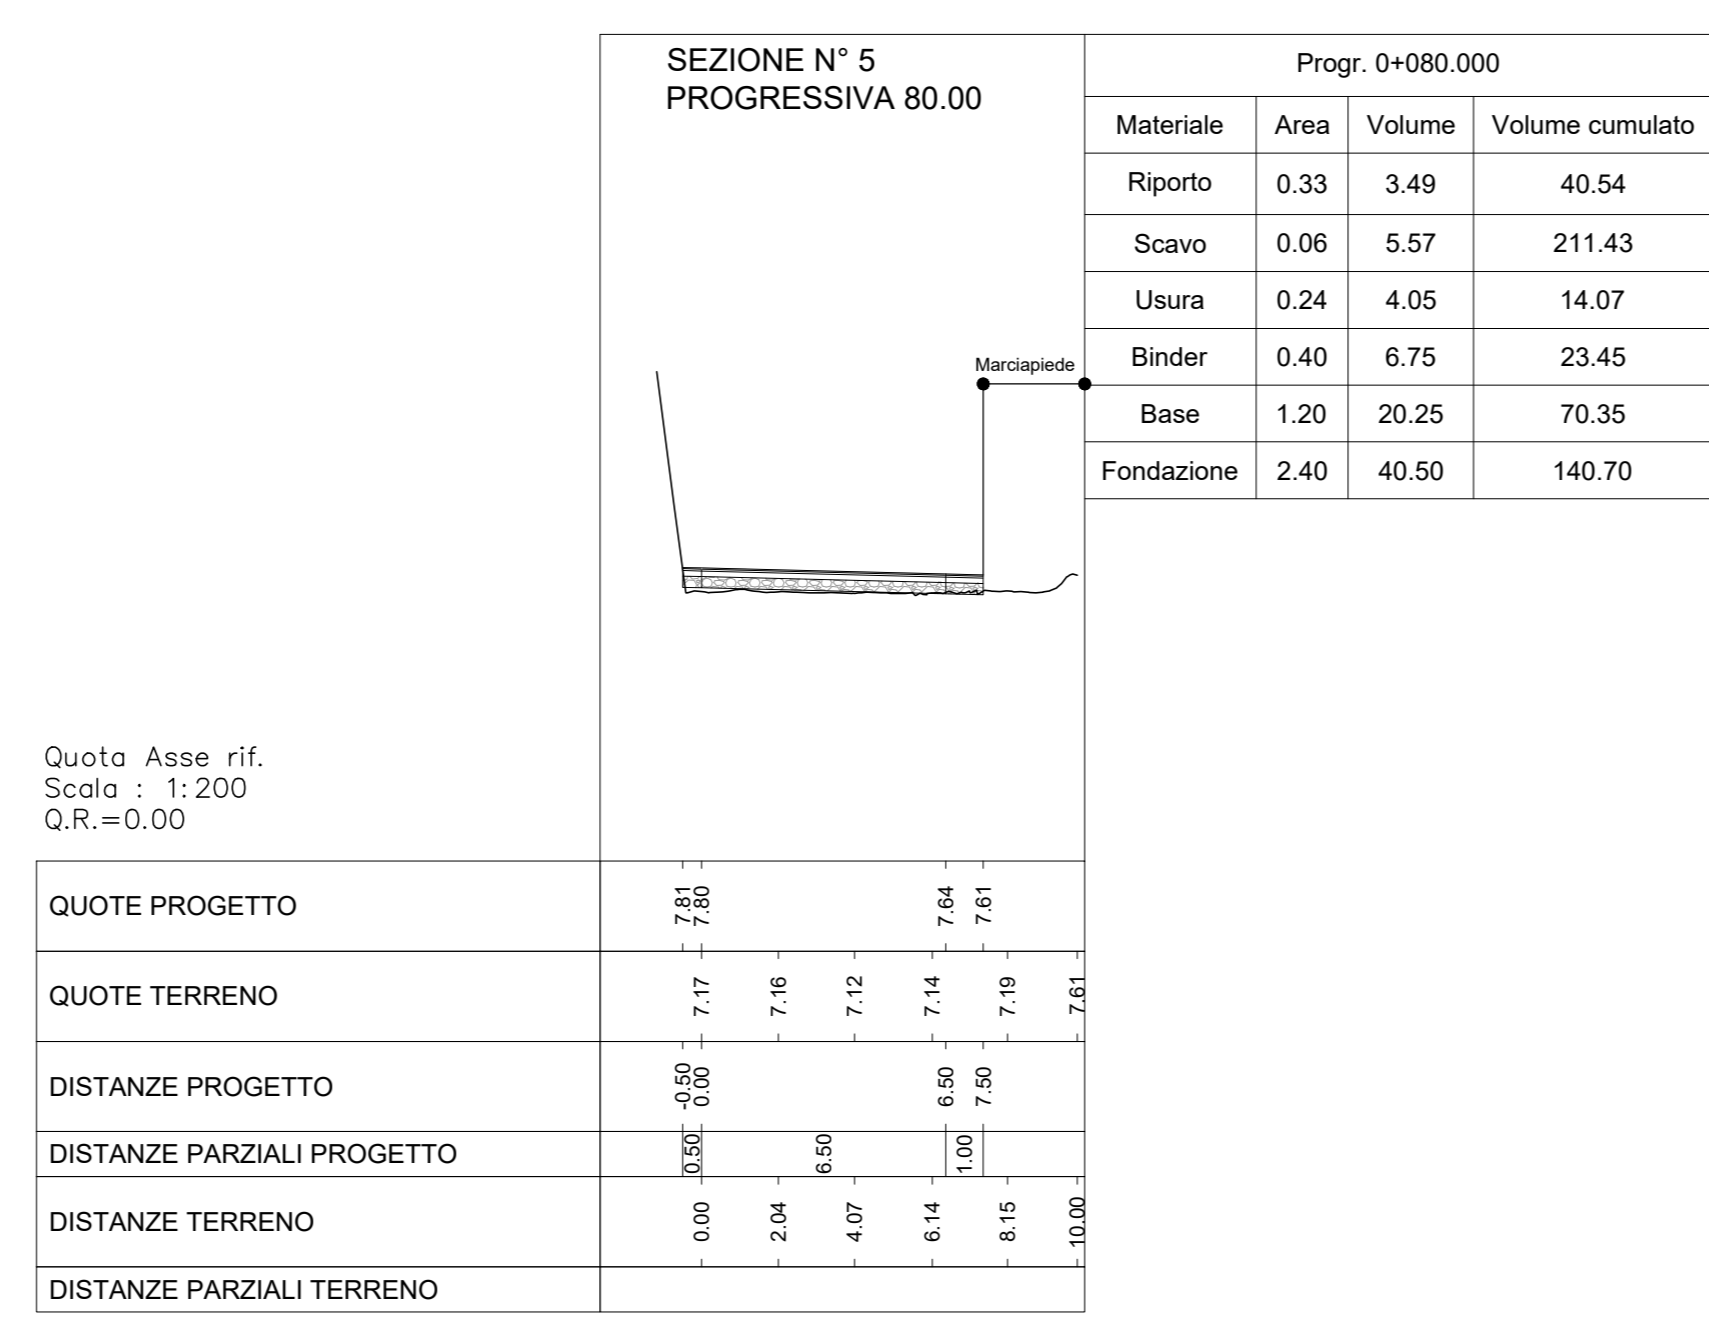 SEZIONE N° 5
PROGRESSIVA 80.00
Progr. 0+080.000
Materiale Area Volume Volume cumulato
Riporto 0.33 3.49 40.54
Scavo 0.06 5.57 211.43
Usura 0.24 4.05 14.07
Binder 0.40 6.75 23.45
Base 1.20 20.25 70.35
Fondazione 2.40 40.50 140.70
Marciapiede
Quota Asse rif.
Scala : 1:200
Q.R.=0.00
QUOTE PROGETTO 7.81 7.80 7.64 7.61
QUOTE TERRENO 7.17 7.16 7.12 7.14 7.19 7.61
DISTANZE PROGETTO -0.50 0.00 6.50 7.50
DISTANZE PARZIALI PROGETTO 0.50 6.50 1.00
DISTANZE TERRENO 0.00 2.04 4.07 6.14 8.15 10.00
DISTANZE PARZIALI TERRENO